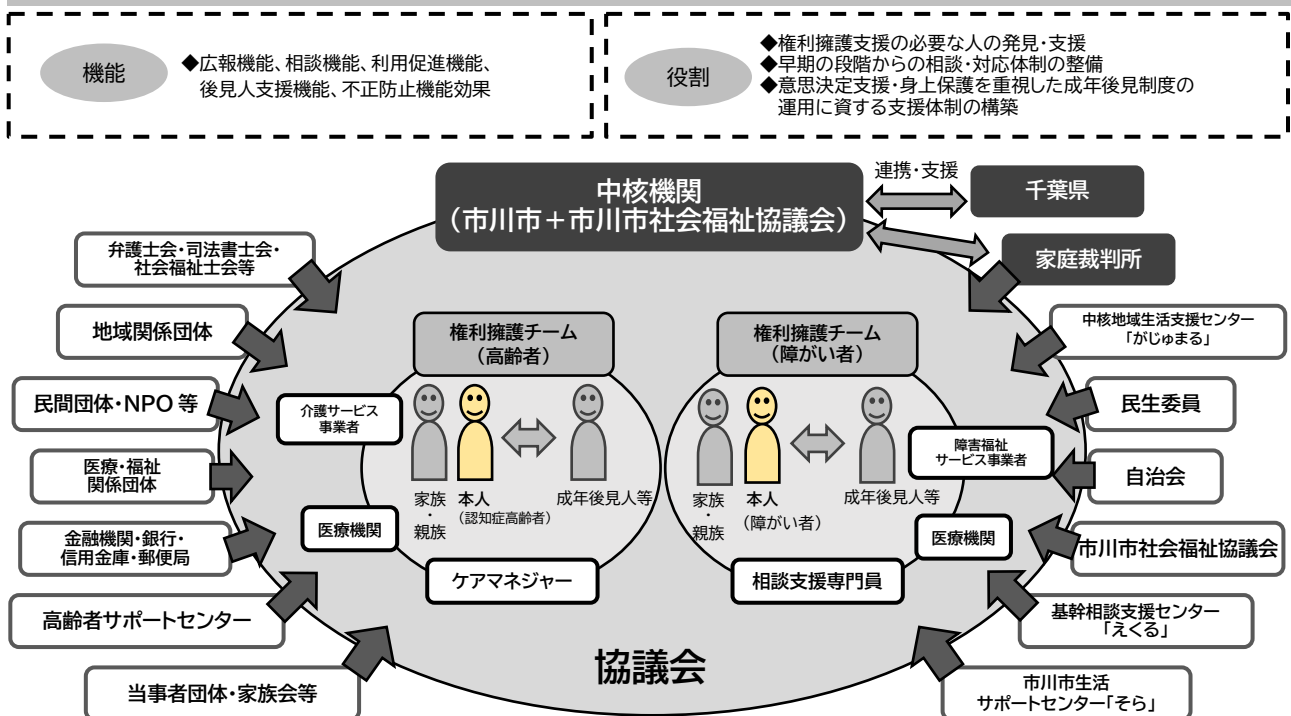 機能
◆広報機能、相談機能、利用促進機能、
後見人支援機能、不正防止機能効果
役割
◆権利擁護支援の必要な人の発見・支援
◆早期の段階からの相談・対応体制の整備
◆意思決定支援・身上保護を重視した成年後見制度の
運用に資する支援体制の構築
中核機関
（市川市＋市川市社会福祉協議会）
連携・支援
千葉県
家庭裁判所
弁護士会・司法書士会・
社会福祉士会等
地域関係団体
民間団体・NPO 等
医療・福祉
関係団体
金融機関・銀行・
信用金庫・郵便局
高齢者サポートセンター
当事者団体・家族会等
権利擁護チーム
（高齢者）
介護サービス
事業者
家族
・
親族
本人
（認知症高齢者）
成年後見人等
医療機関
ケアマネジャー
権利擁護チーム
（障がい者）
障害福祉
サービス事業者
家族
・
親族
本人
（障がい者）
成年後見人等
医療機関
相談支援専門員
協議会
中核地域生活支援センター
「がじゅまる」
民生委員
自治会
市川市社会福祉協議会
基幹相談支援センター
「えくる」
市川市生活
サポートセンター「そら」